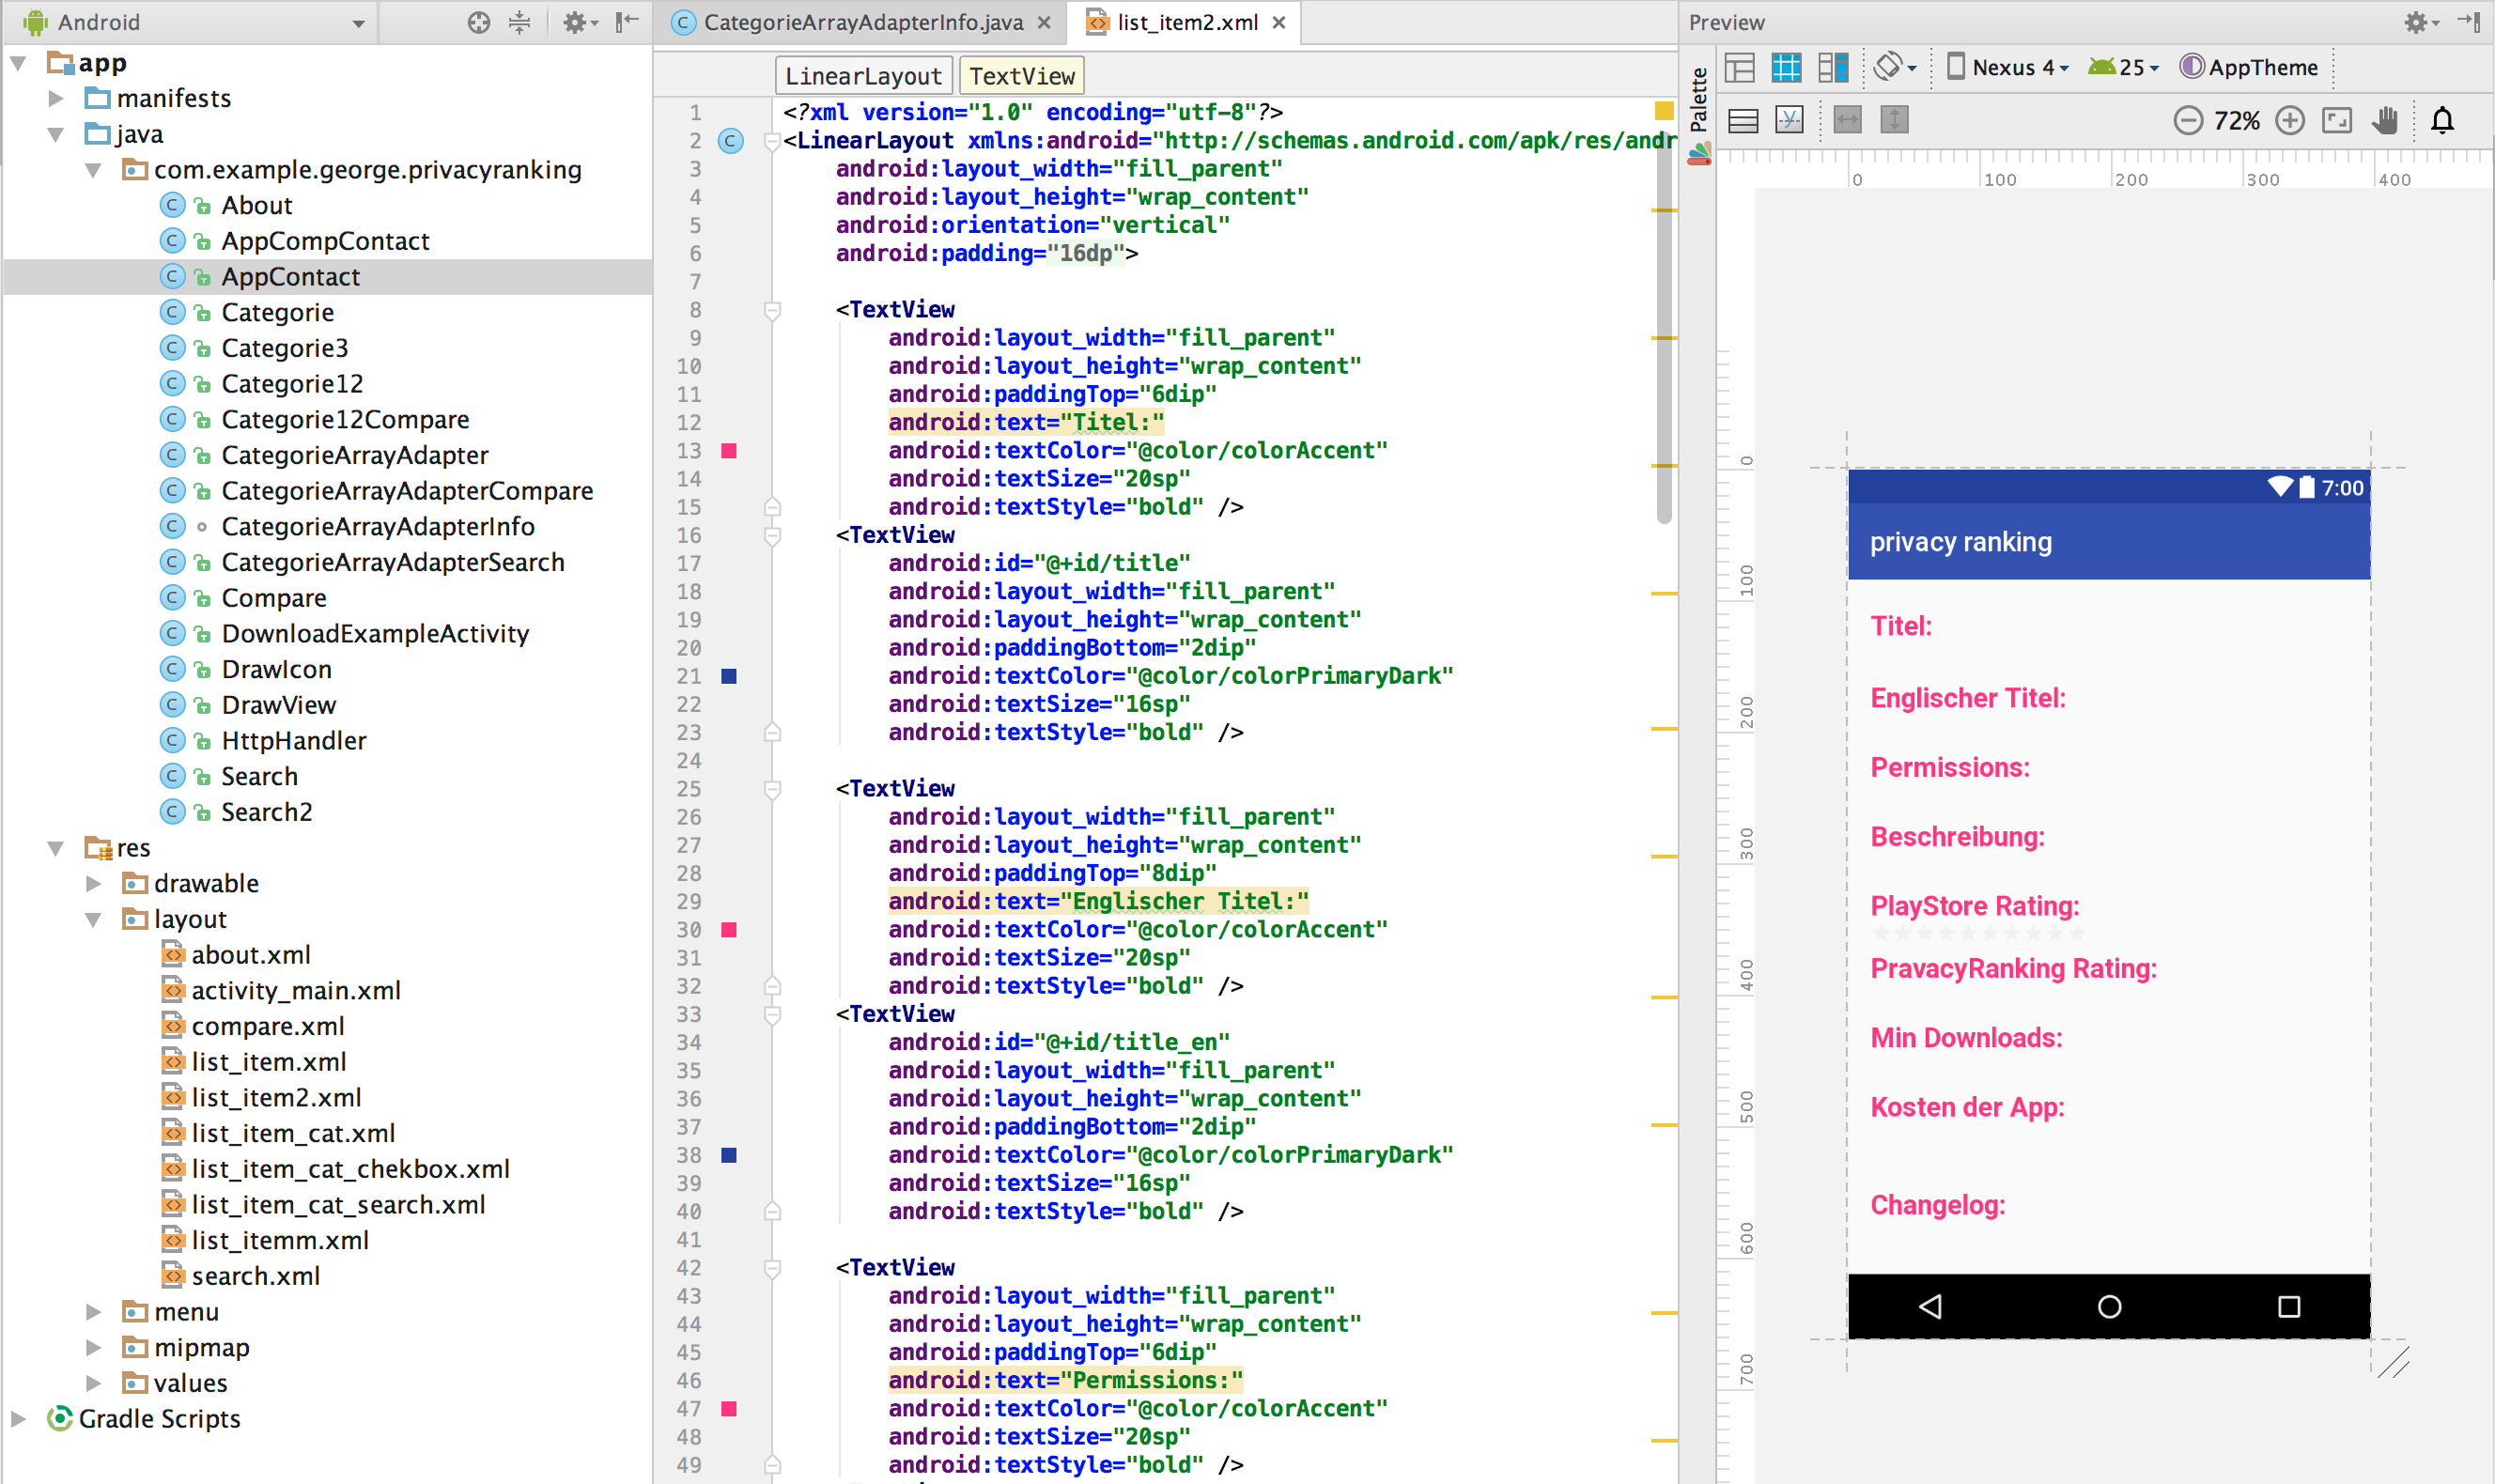 Android
app
manifests
java
com.example.george.privacyranking
About
AppCompContact
AppContact
Categorie
Categorie3
Categorie12
Categorie12Compare
CategorieArrayAdapter
CategorieArrayAdapterCompare
CategorieArrayAdapterInfo
CategorieArrayAdapterSearch
Compare
DownloadExampleActivity
DrawIcon
DrawView
HttpHandler
Search
Search2
res
drawable
layout
about.xml
activity_main.xml
compare.xml
list_item.xml
list_item2.xml
list_item_cat.xml
list_item_cat_chekbox.xml
list_item_cat_search.xml
list_itemm.xml
search.xml
menu
mipmap
values
Gradle Scripts
CategorieArrayAdapterInfo.java
list_item2.xml
LinearLayout TextView
1 <?xml version="1.0" encoding="utf-8"?>
2 <LinearLayout xmlns:android="http://schemas.android.com/apk/res/andr
3 android:layout_width="fill_parent"
4 android:layout_height="wrap_content"
5 android:orientation="vertical"
6 android:padding="16dp">
7
8 <TextView
9 android:layout_width="fill_parent"
10 android:layout_height="wrap_content"
11 android:paddingTop="6dip"
12 android:text="Titel:"
13 android:textColor="@color/colorAccent"
14 android:textSize="20sp"
15 android:textStyle="bold" />
16 <TextView
17 android:id="@+id/title"
18 android:layout_width="fill_parent"
19 android:layout_height="wrap_content"
20 android:paddingBottom="2dip"
21 android:textColor="@color/colorPrimaryDark"
22 android:textSize="16sp"
23 android:textStyle="bold" />
24
25 <TextView
26 android:layout_width="fill_parent"
27 android:layout_height="wrap_content"
28 android:paddingTop="8dip"
29 android:text="Englischer Titel:"
30 android:textColor="@color/colorAccent"
31 android:textSize="20sp"
32 android:textStyle="bold" />
33 <TextView
34 android:id="@+id/title_en"
35 android:layout_width="fill_parent"
36 android:layout_height="wrap_content"
37 android:paddingBottom="2dip"
38 android:textColor="@color/colorPrimaryDark"
39 android:textSize="16sp"
40 android:textStyle="bold" />
41
42 <TextView
43 android:layout_width="fill_parent"
44 android:layout_height="wrap_content"
45 android:paddingTop="6dip"
46 android:text="Permissions:"
47 android:textColor="@color/colorAccent"
48 android:textSize="20sp"
49 android:textStyle="bold" />
Preview
Palette
Nexus 4 25 AppTheme
72%
0 100 200 300 400
0
100
200
300
400
500
600
700
7:00
privacy ranking
Titel:
Englischer Titel:
Permissions:
Beschreibung:
PlayStore Rating:
PravacyRanking Rating:
Min Downloads:
Kosten der App:
Changelog: